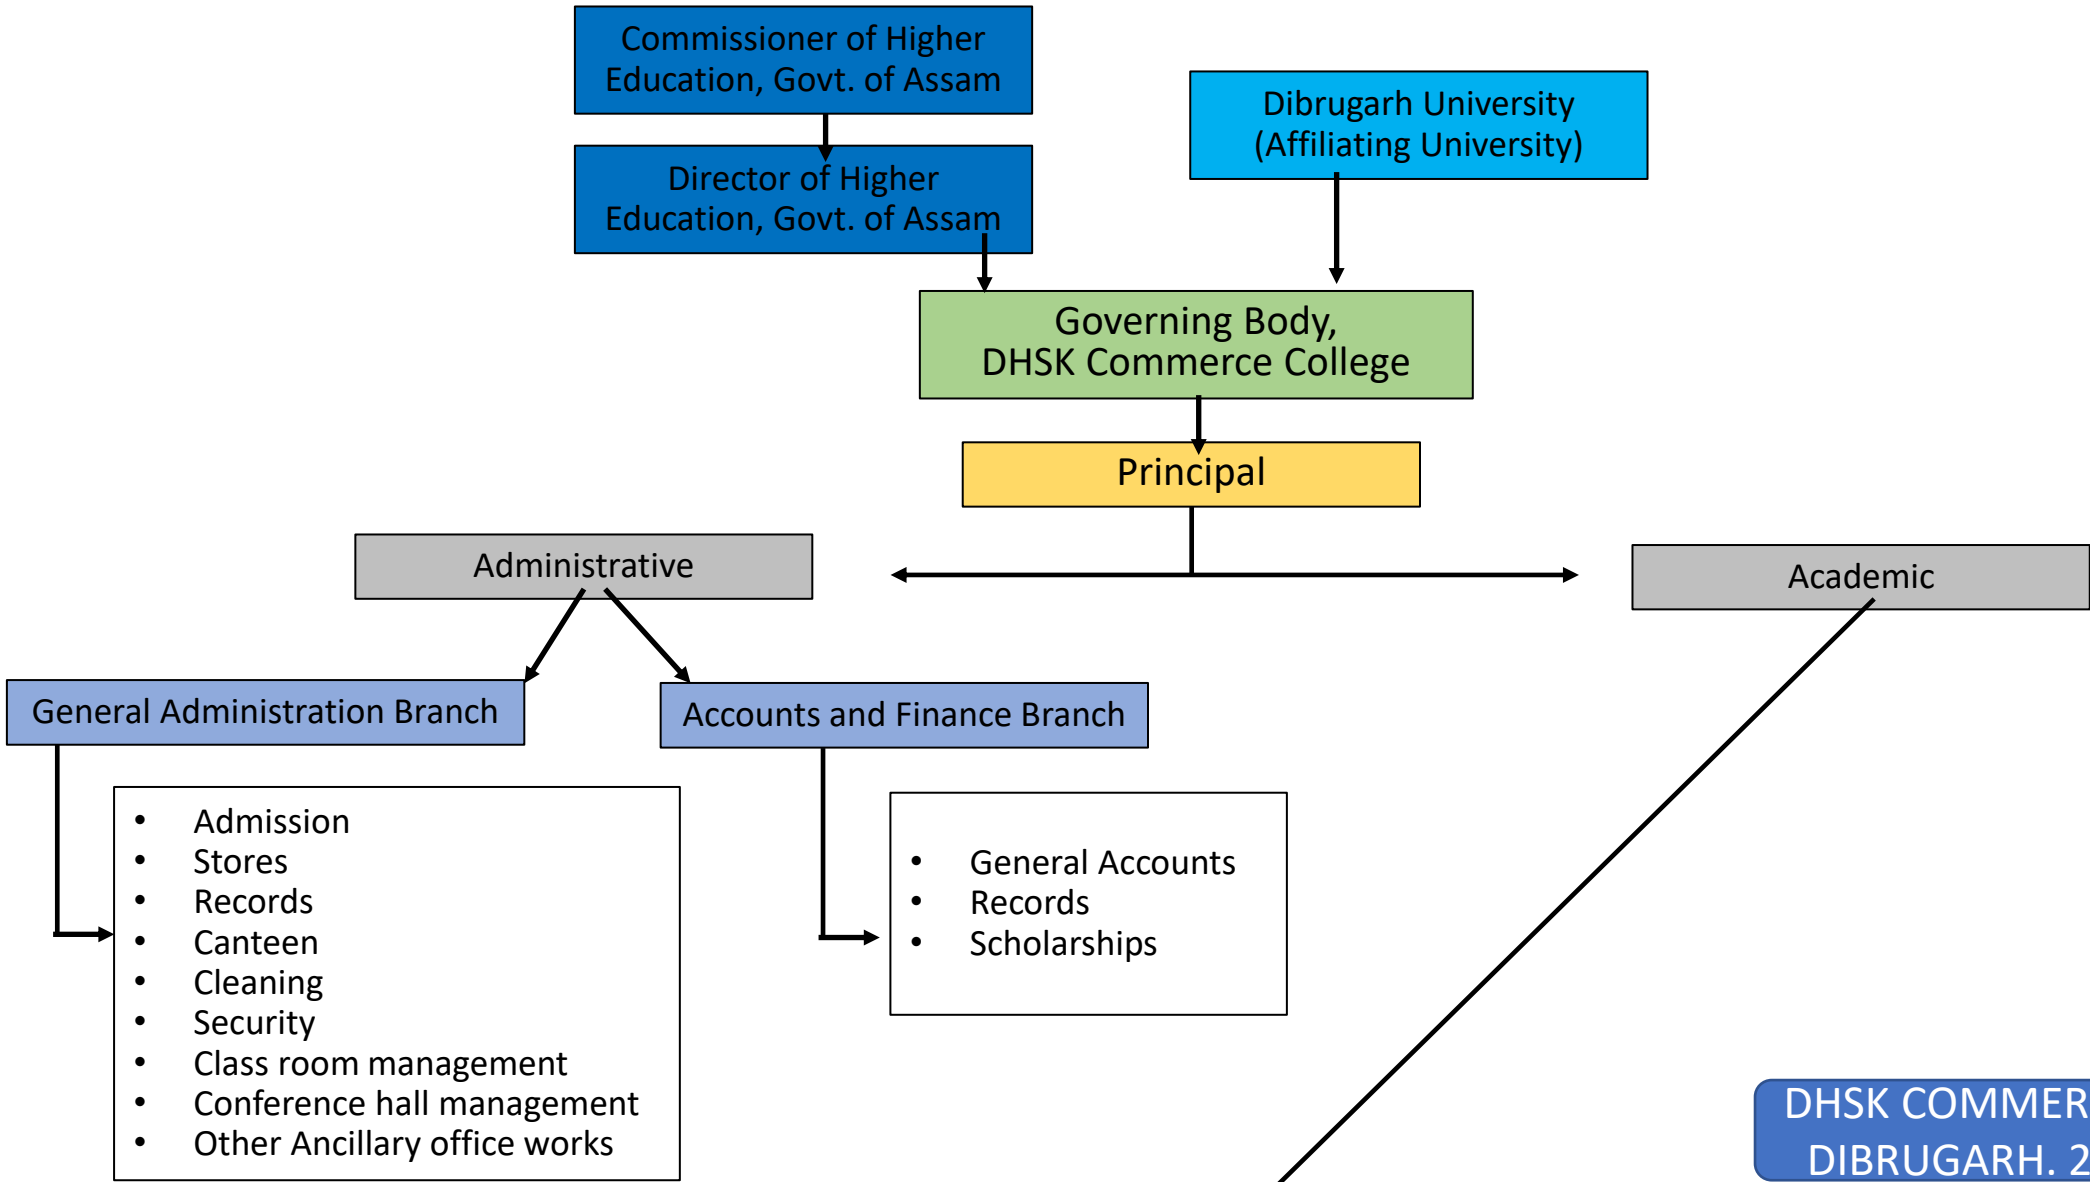 Commissioner of Higher
Education, Govt. of Assam
Dibrugarh University
(Affiliating University)
Director of Higher
Education, Govt. of Assam
Governing Body,
DHSK Commerce College
Principal
Administrative
Academic
General Administration Branch
Accounts and Finance Branch
• Admission
• Stores
• Records
• Canteen
• Cleaning
• Security
• Class room management
• Conference hall management
• Other Ancillary office works
• General Accounts
• Records
• Scholarships
DHSK COMMER
DIBRUGARH. 2